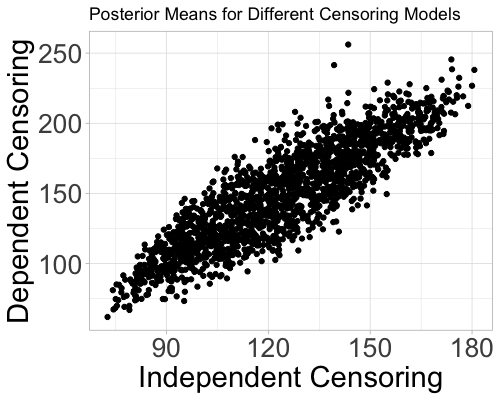 Posterior Means for Different Censoring Models
Dependent Censoring
250
200
150
100
90 120 150 180
Independent Censoring